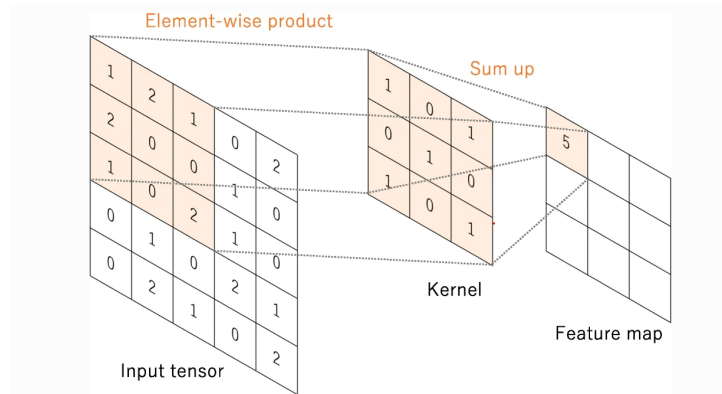 Element-wise product
Sum up
1 2 1 0 2
2 0 0 1 0
1 0 2 1 0
0 1 0 2 1
0 2 1 0 2
1 0 1
0 1 0
1 0 1
5
Input tensor
Kernel
Feature map